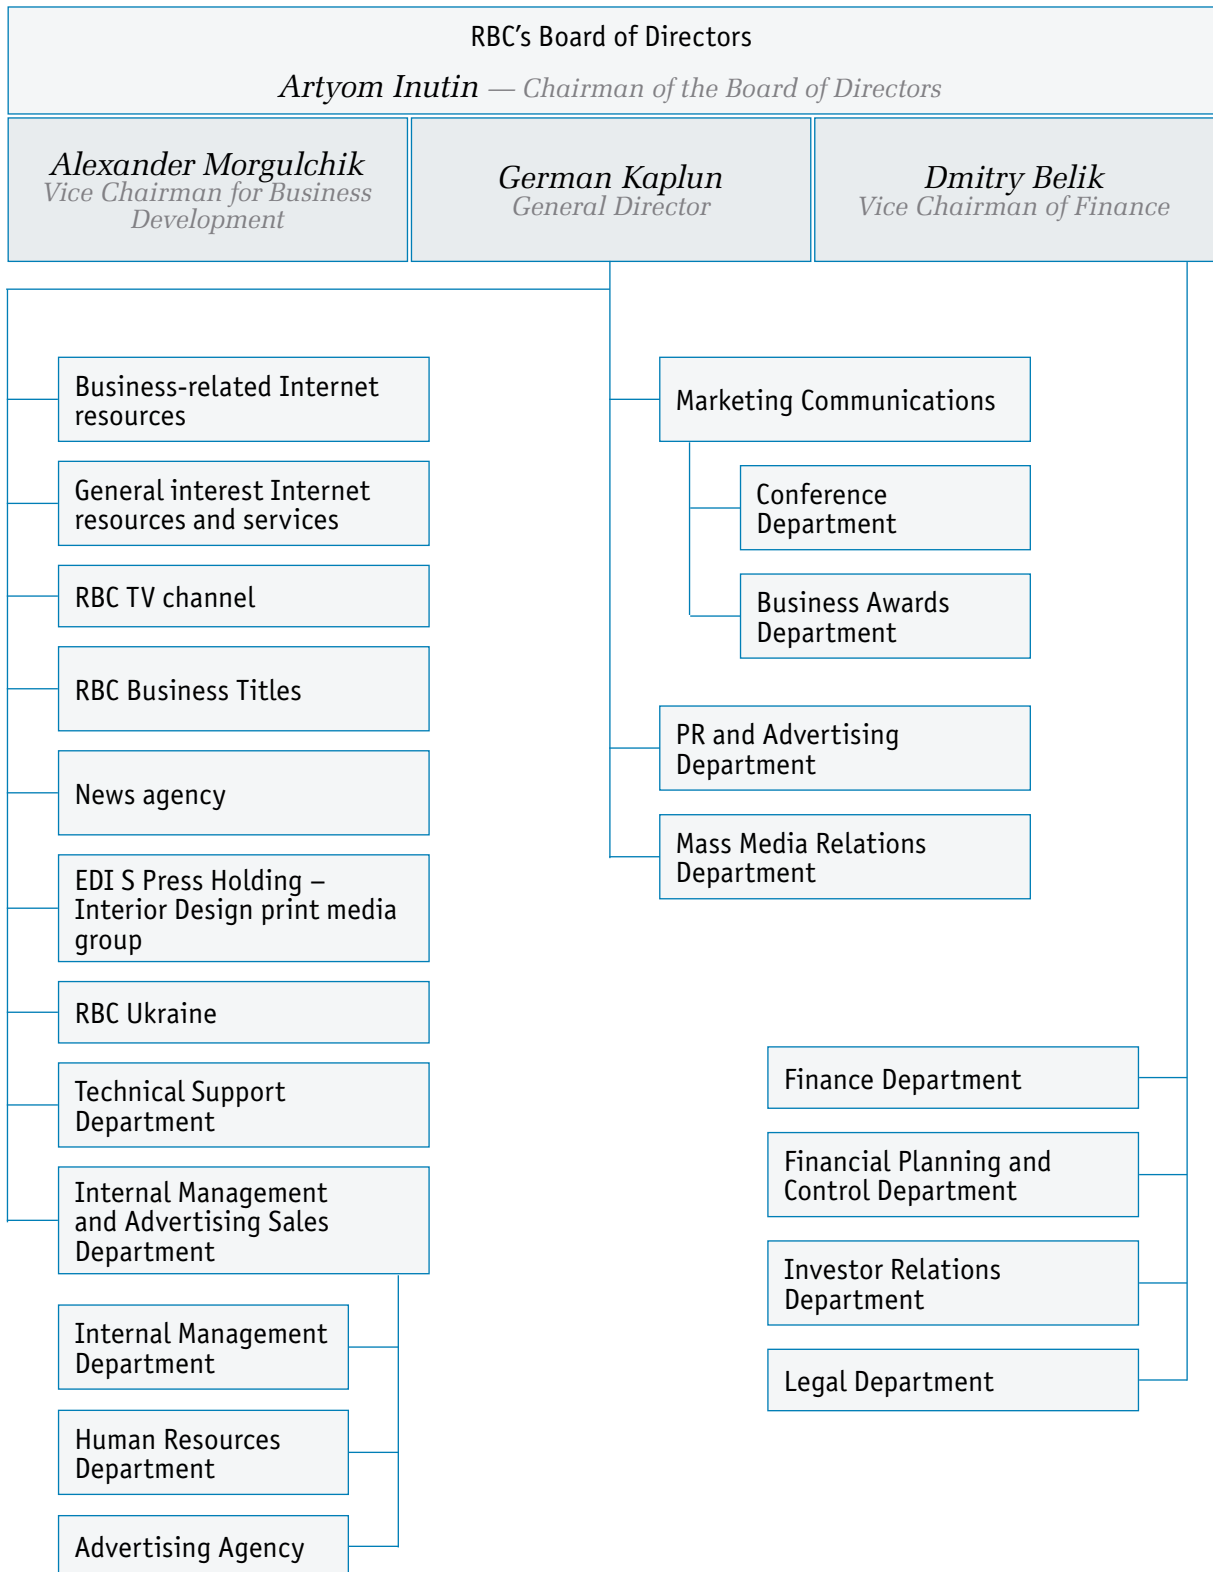 RBC's Board of Directors
Artyom Inutin — Chairman of the Board of Directors
Alexander Morgulchik
Vice Chairman for Business
Development
German Kaplun
General Director
Dmitry Belik
Vice Chairman of Finance
Business-related Internet
resources
General interest Internet
resources and services
RBC TV channel
RBC Business Titles
News agency
EDI S Press Holding –
Interior Design print media
group
RBC Ukraine
Technical Support
Department
Internal Management
and Advertising Sales
Department
Internal Management
Department
Human Resources
Department
Advertising Agency
Marketing Communications
Conference
Department
Business Awards
Department
PR and Advertising
Department
Mass Media Relations
Department
Finance Department
Financial Planning and
Control Department
Investor Relations
Department
Legal Department